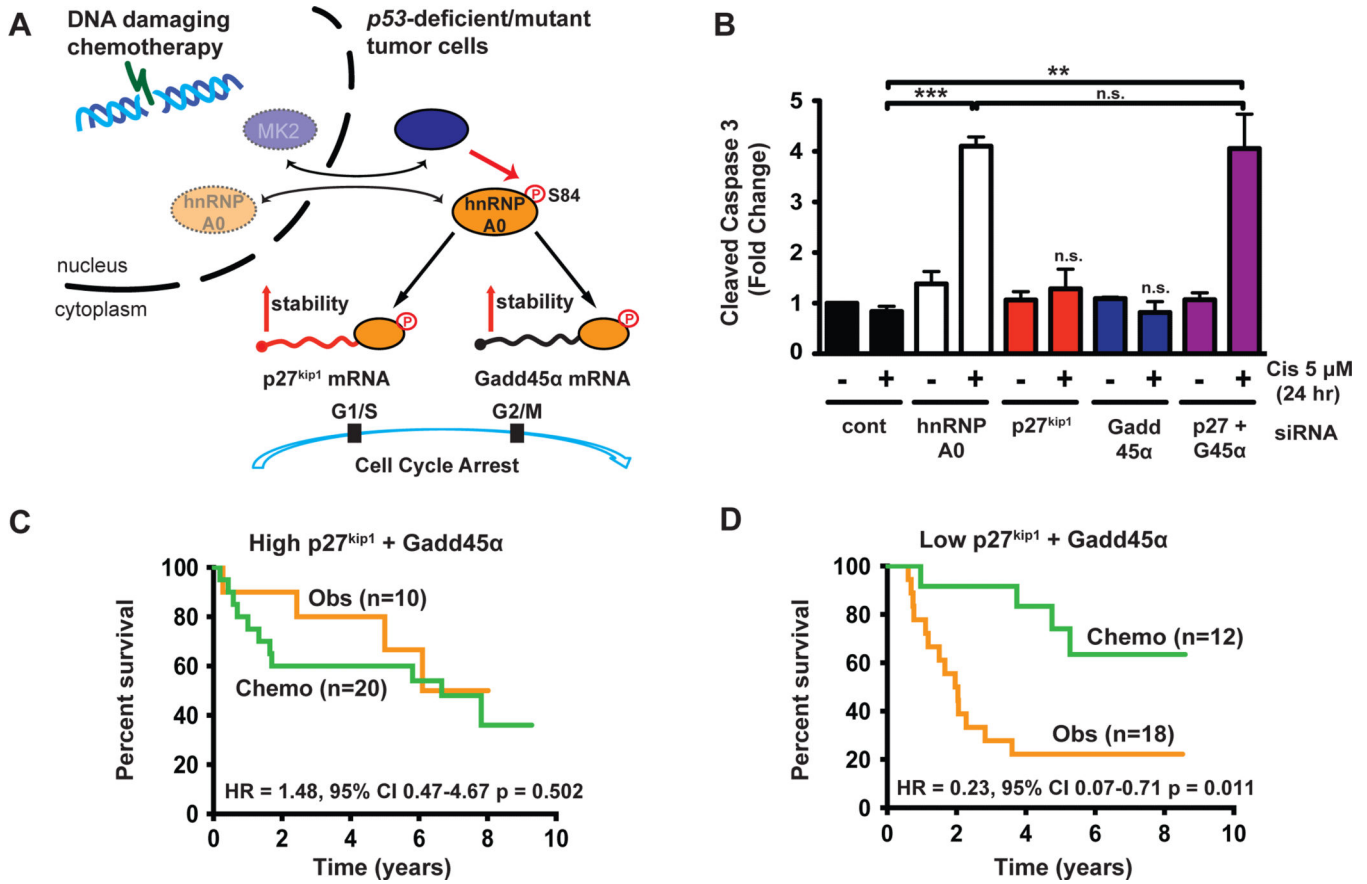 A
DNA damaging
chemotherapy
p53-deficient/mutant
tumor cells
MK2
hnRNP
A0
hnRNP
A0
P
S84
nucleus
cytoplasm
stability
stability
P
P
p27kip1 mRNA
Gadd45α mRNA
G1/S
G2/M
Cell Cycle Arrest
B
**
***
n.s.
Cleaved Caspase 3
(Fold Change)
5
4
3
2
1
0
n.s.
n.s.
- + - + - + - + - +
Cis 5 µM
(24 hr)
cont
hnRNP
A0
p27kip1
Gadd
45α
p27 +
G45α
siRNA
C
High p27kip1 + Gadd45α
Percent survival
100
80
60
40
20
0
Obs (n=10)
Chemo (n=20)
HR = 1.48, 95% CI 0.47-4.67 p = 0.502
0 2 4 6 8 10
Time (years)
D
Low p27kip1 + Gadd45α
Percent survival
100
80
60
40
20
0
Chemo (n=12)
Obs (n=18)
HR = 0.23, 95% CI 0.07-0.71 p = 0.011
0 2 4 6 8 10
Time (years)